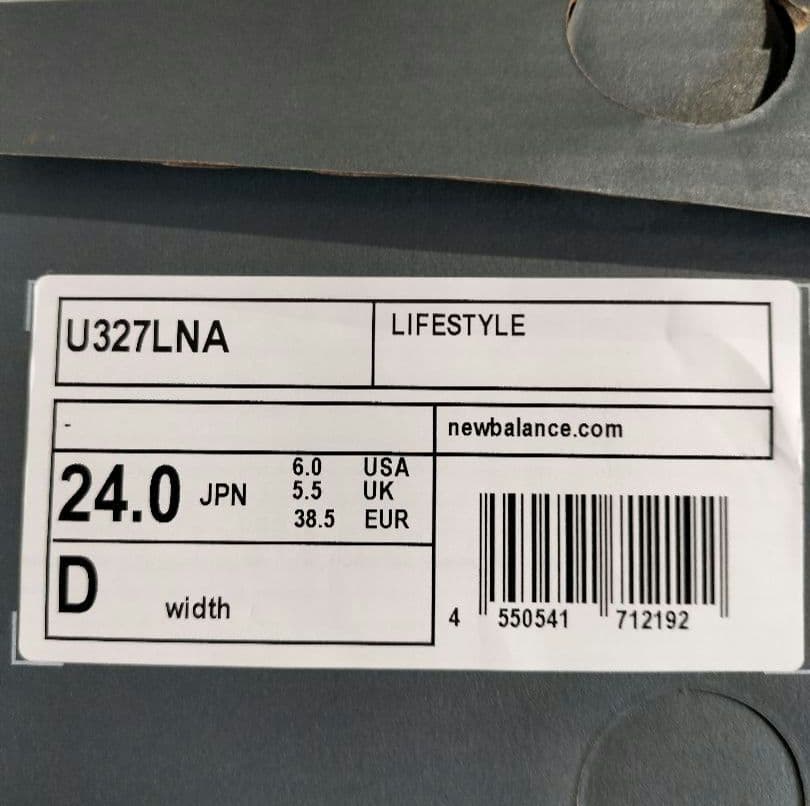 U327LNA
LIFESTYLE
-
newbalance.com
24.0 JPN
6.0 USA
5.5 UK
38.5 EUR
D width
4 550541 712192